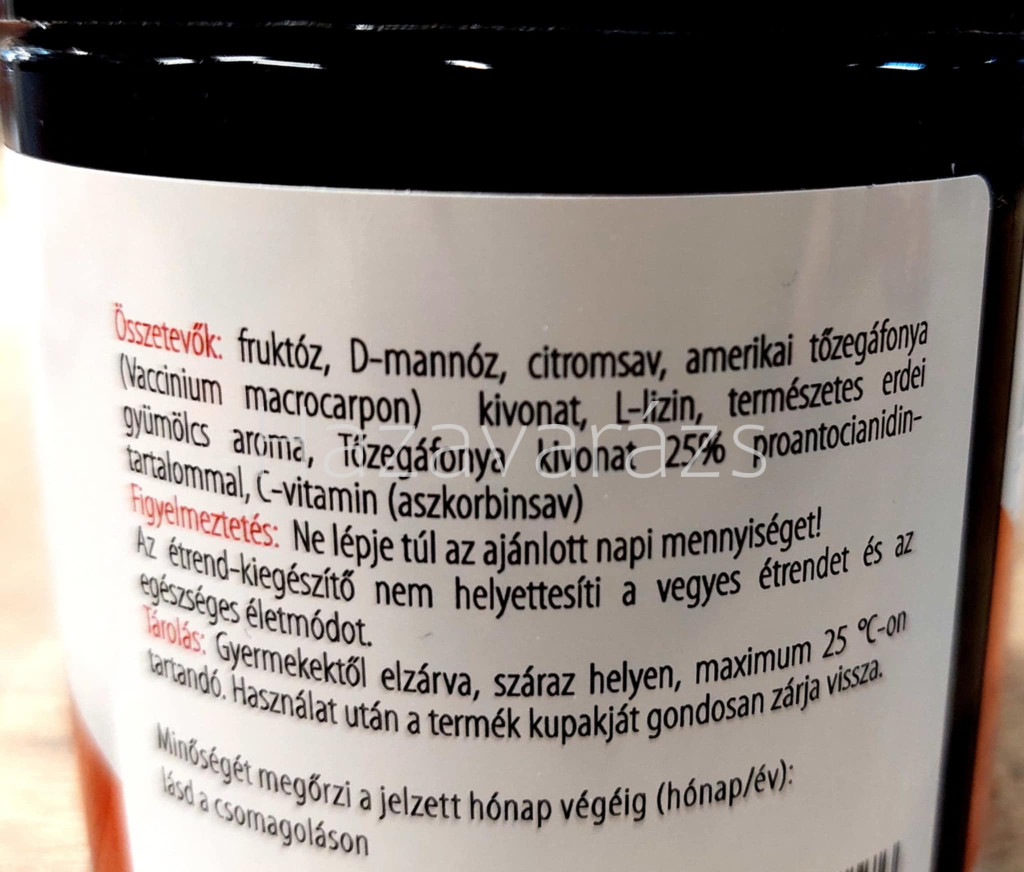 Összetevők: fruktóz, D-mannóz, citromsav, amerikai tőzegáfonya
(Vaccinium macrocarpon) kivonat, L-lizin, természetes erdei
gyümölcs aroma, Tőzegáfonya kivonat 25% proantocianidin-
tartalommal, C-vitamin (aszkorbinsav)
Figyelmeztetés: Ne lépje túl az ajánlott napi mennyiséget!
Az étrend-kiegészítő nem helyettesíti a vegyes étrendet és az
egészséges életmódot.
Tárolás: Gyermekektől elzárva, száraz helyen, maximum 25 °C-on
tartandó. Használat után a termék kupakját gondosan zárja vissza.
Minőségét megőrzi a jelzett hónap végéig (hónap/év):
lásd a csomagoláson